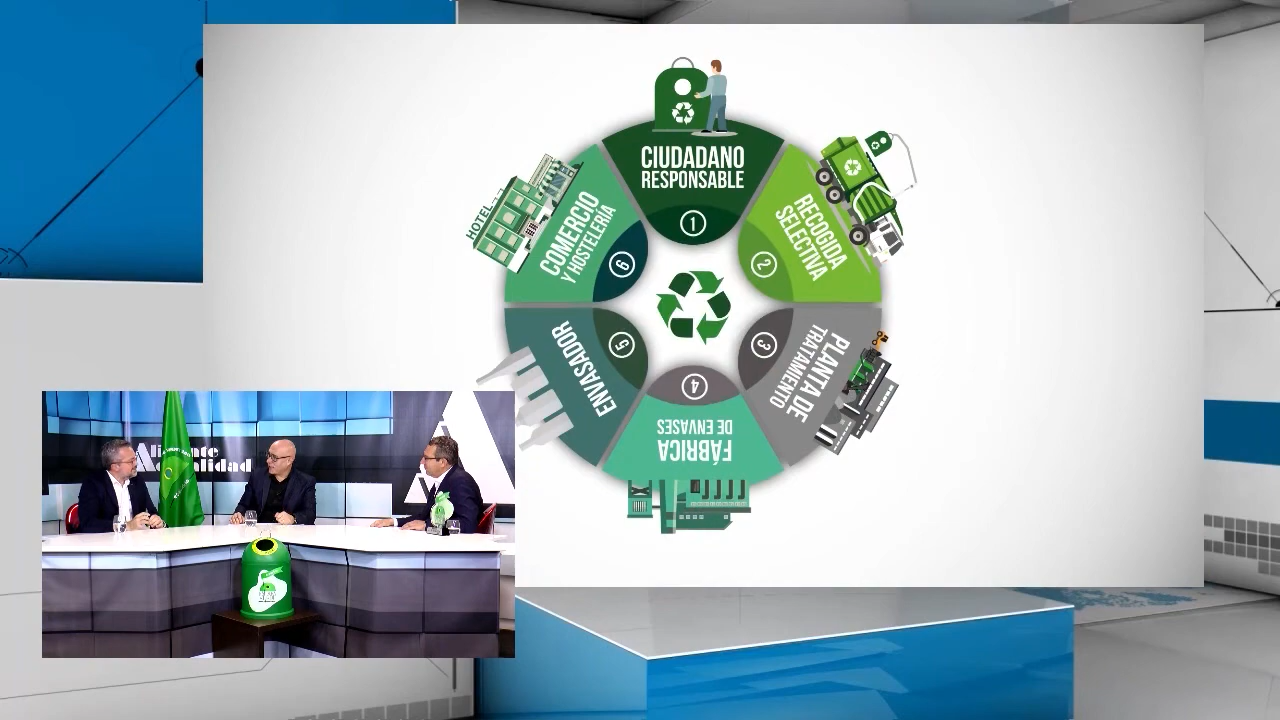 CIUDADANO
RESPONSABLE
1
RECOGIDA
SELECTIVA
2
PLANTA DE
TRATAMIENTO
3
FÁBRICA
DE ENVASES
4
ENVASADOR
5
COMERCIO
Y HOSTELERÍA
6
HOTEL
Alicante
Actualidad